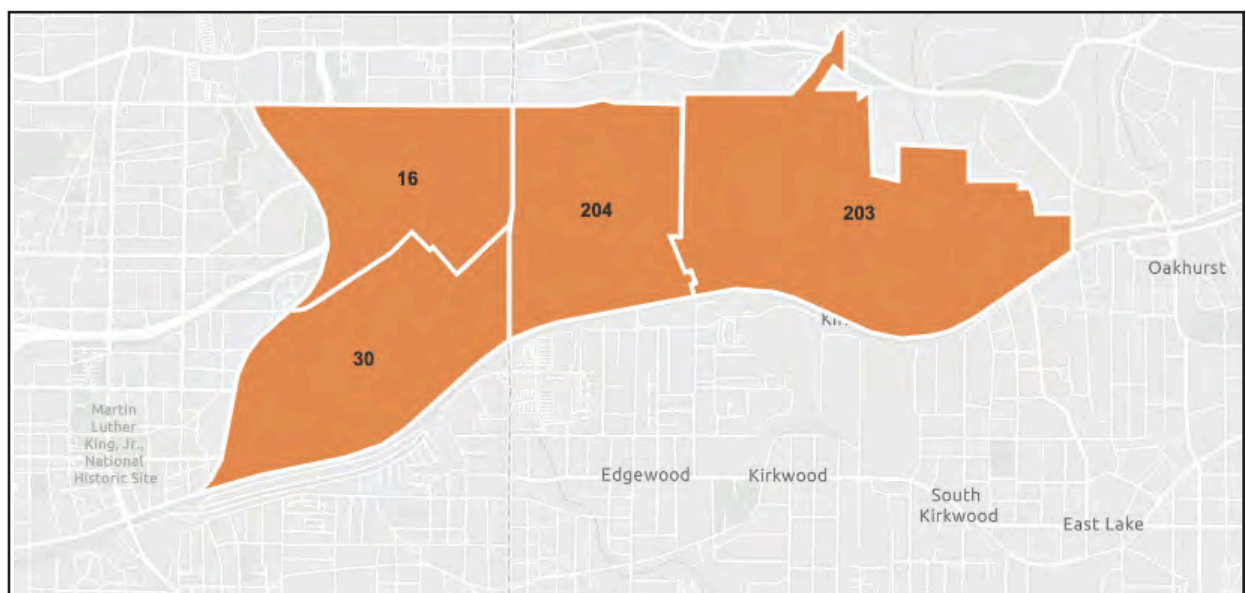 16
204
203
Oakhurst
30
Martin
Luther
King, Jr.,
National
Historic Site
Edgewood
Kirkwood
South
Kirkwood
East Lake